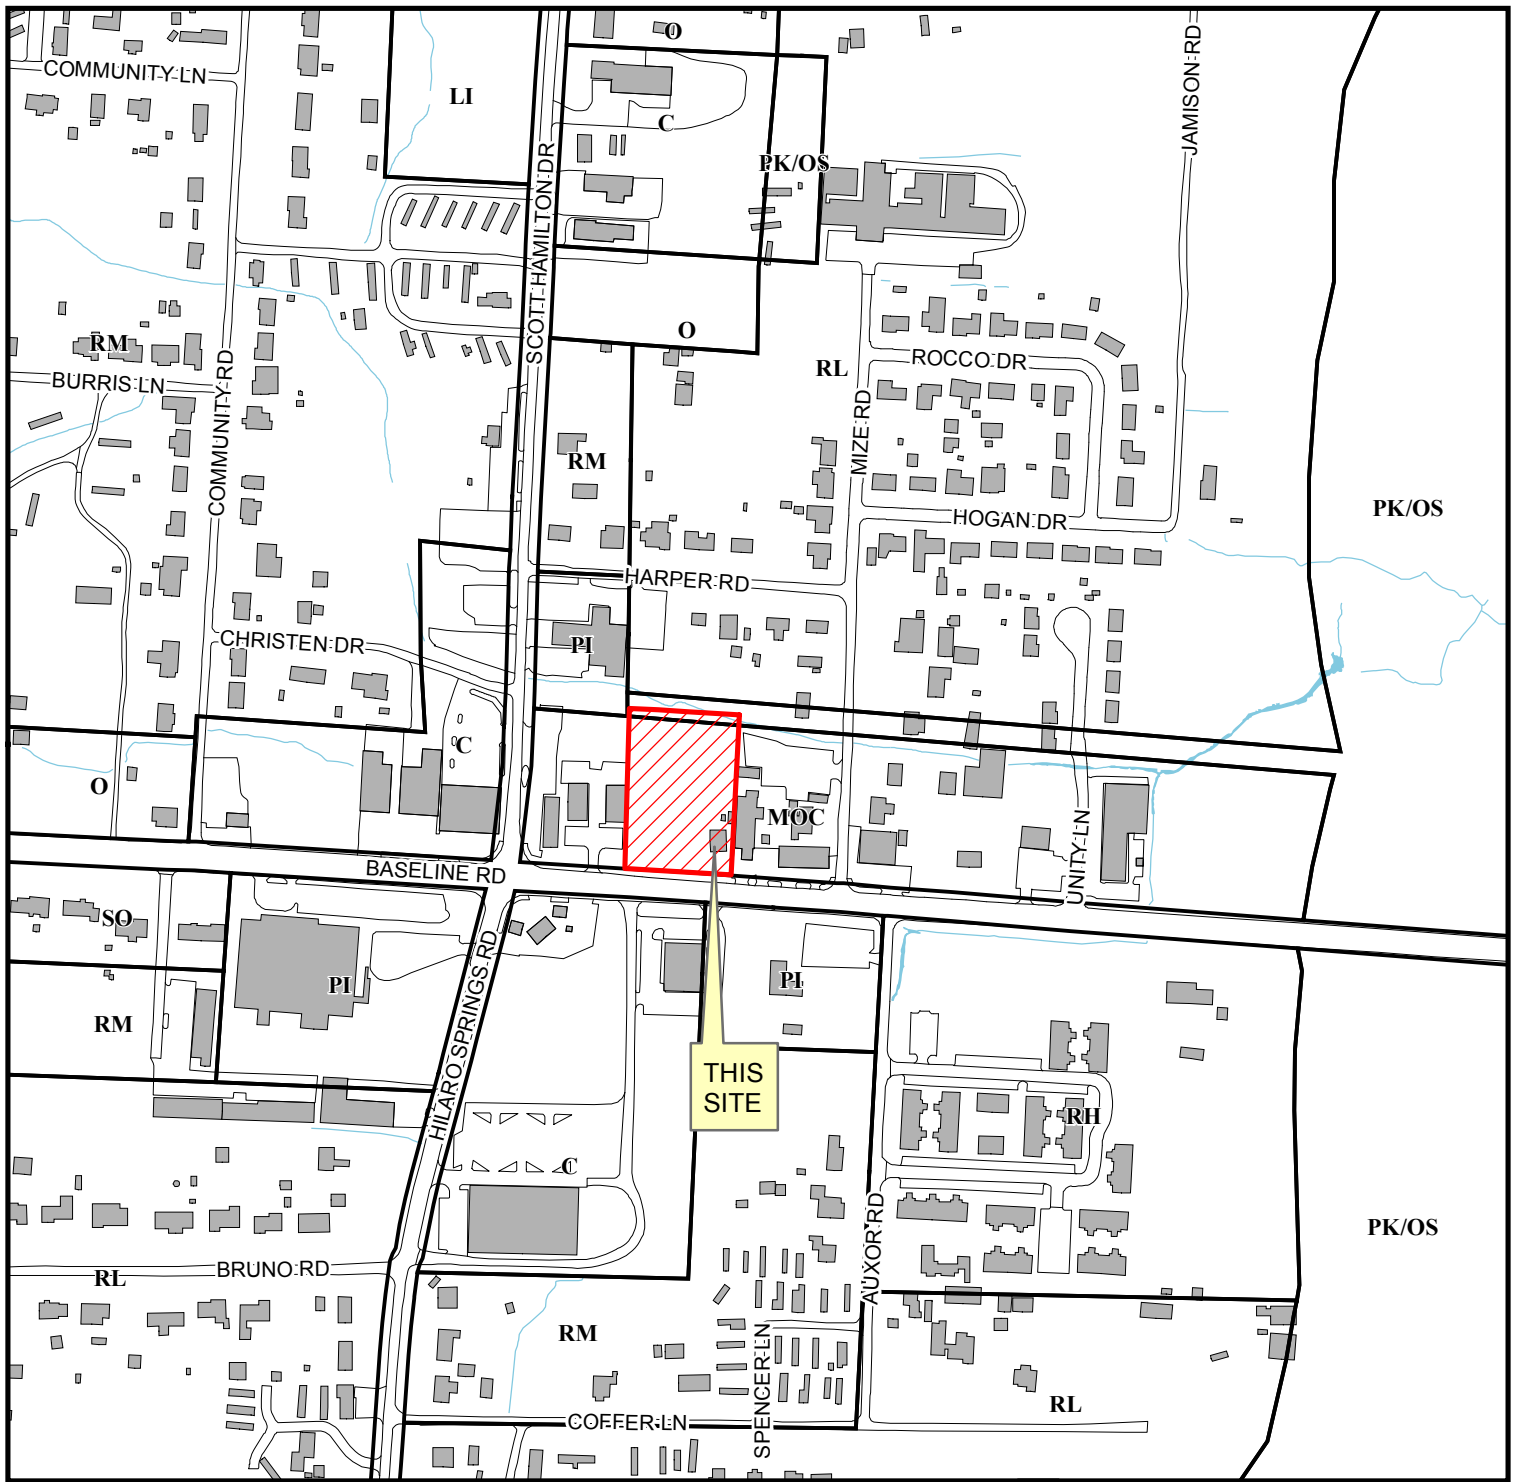 O
COMMUNITY LN
LI
C
JAMISON RD
PK/OS
SCOTT HAMILTON DR
O
RM
BURRIS LN
COMMUNITY RD
RL
ROCCO DR
MIZE RD
RM
PK/OS
HOGAN DR
HARPER RD
CHRISTEN DR
PI
C
O
MOC
UNITY LN
BASELINE RD
SO
PI
HILARO SPRINGS RD
PI
RM
THIS
SITE
RH
C
AUXOR RD
PK/OS
RL
BRUNO RD
RM
SPENCER LN
RL
COFFER LN